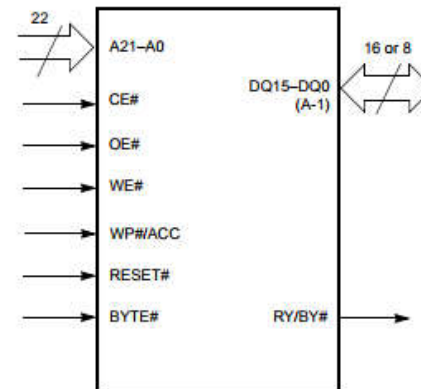 22
A21–A0
16 or 8
CE#
DQ15–DQ0
(A-1)
OE#
WE#
WP#/ACC
RESET#
BYTE#
RY/BY#